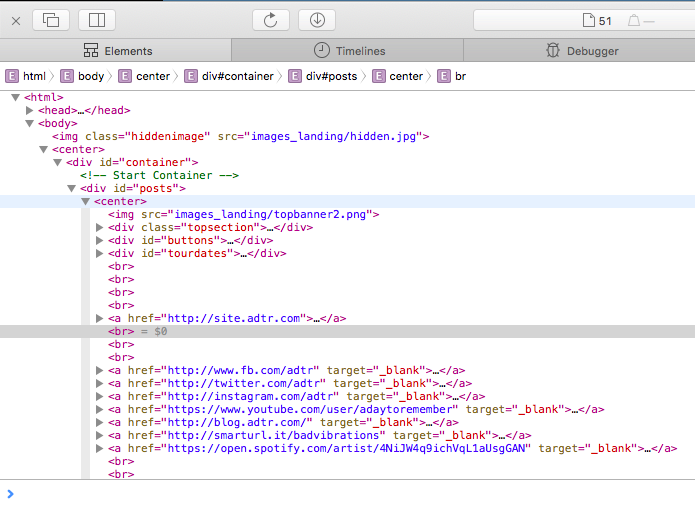 51 —
Elements Timelines Debugger
E html E body E center E div#container E div#posts E center E br
<html>
<head>…</head>
<body>
<img class="hiddenimage" src="images_landing/hidden.jpg">
<center>
<div id="container">
<!-- Start Container -->
<div id="posts">
<center>
<img src="images_landing/topbanner2.png">
<div class="topsection">…</div>
<div id="buttons">…</div>
<div id="tourdates">…</div>
<br>
<br>
<br>
<br>
<a href="http://site.adtr.com">…</a>
<br> = $0
<br>
<br>
<a href="http://www.fb.com/adtr" target="_blank">…</a>
<a href="http://twitter.com/adtr" target="_blank">…</a>
<a href="http://instagram.com/adtr" target="_blank">…</a>
<a href="https://www.youtube.com/user/adaytoremember" target="_blank">…</a>
<a href="http://blog.adtr.com/" target="_blank">…</a>
<a href="http://smarturl.it/badvibrations" target="_blank">…</a>
<a href="https://open.spotify.com/artist/4NiJW4q9ichVqL1aUsgGAN" target="_blank">…</a>
<br>
<br>